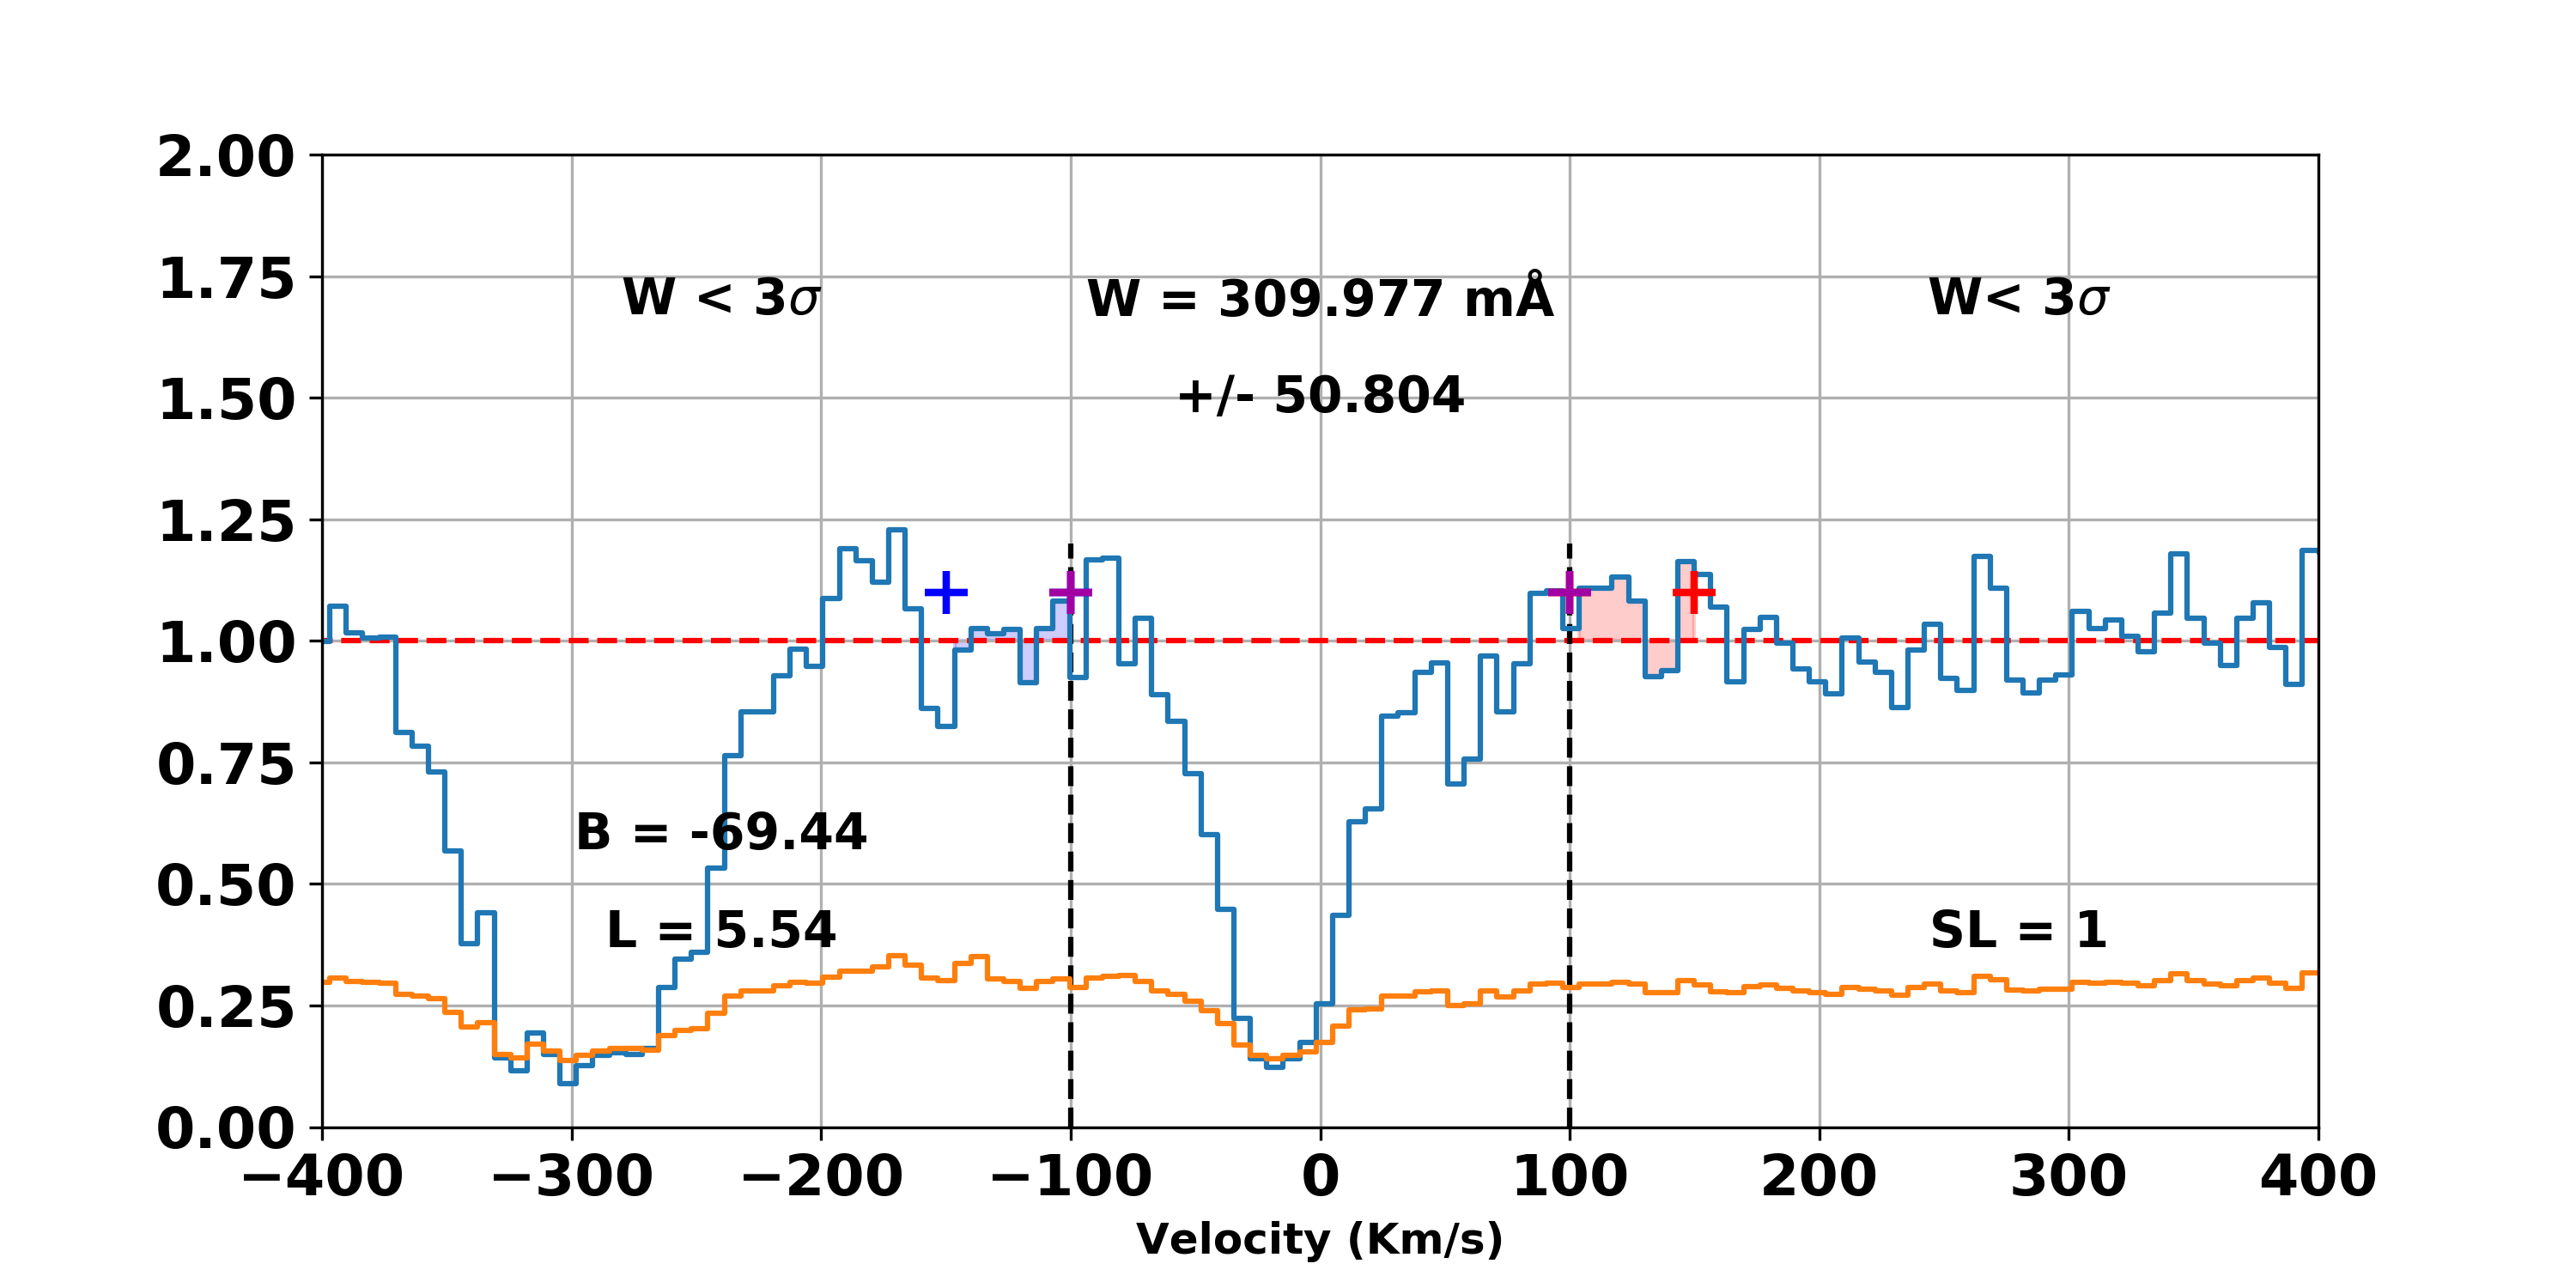 2.00
1.75
1.50
1.25
1.00
0.75
0.50
0.25
0.00
W < 3σ
W = 309.977 mÅ
+/- 50.804
W< 3σ
B = -69.44
L = 5.54
SL = 1
−400 −300 −200 −100 0 100 200 300 400
Velocity (Km/s)